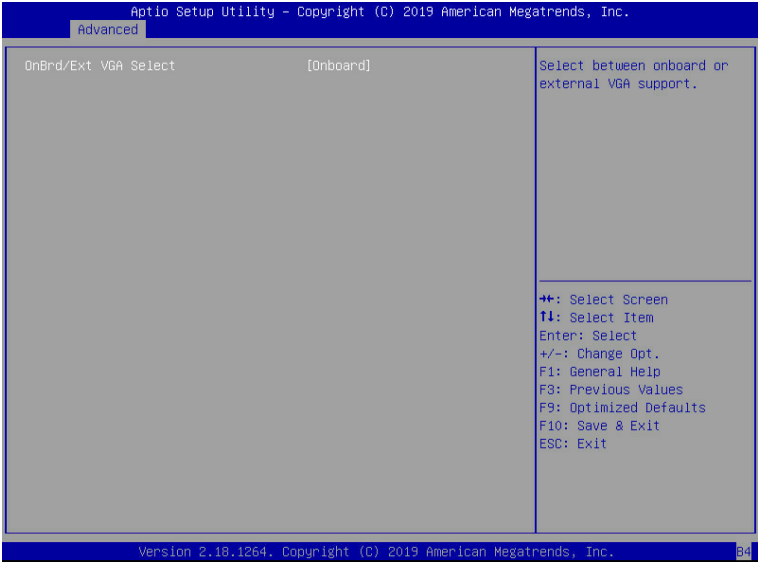 Aptio Setup Utility – Copyright (C) 2019 American Megatrends, Inc.
Advanced
OnBrd/Ext VGA Select [Onboard]
Select between onboard or
external VGA support.
→←: Select Screen
↑↓: Select Item
Enter: Select
+/-: Change Opt.
F1: General Help
F3: Previous Values
F9: Optimized Defaults
F10: Save & Exit
ESC: Exit
Version 2.18.1264. Copyright (C) 2019 American Megatrends, Inc.
B4